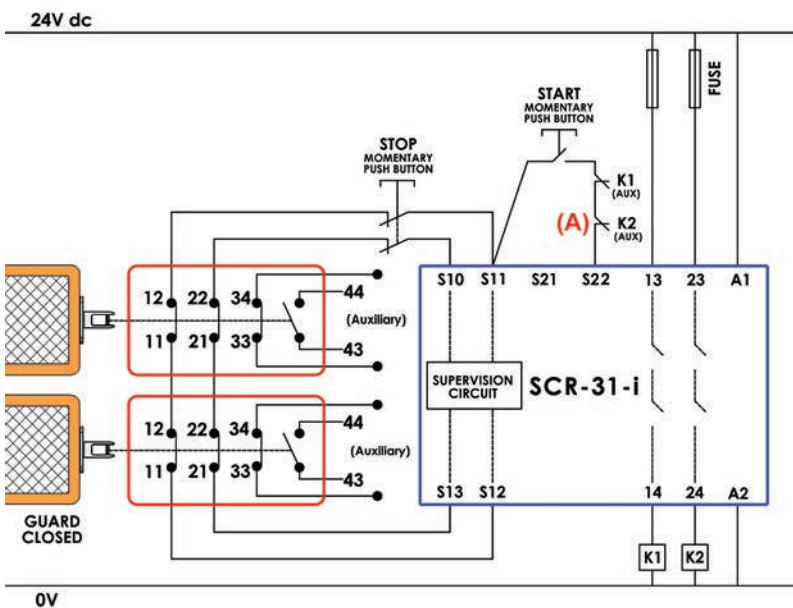 24V dc
FUSE
START
MOMENTARY
PUSH BUTTON
STOP
MOMENTARY
PUSH BUTTON
K1
(AUX)
(A)
K2
(AUX)
12 22 34
44
(Auxiliary)
11 21 33
43
12 22 34
44
(Auxiliary)
11 21 33
43
GUARD
CLOSED
S10 S11 S21 S22 13 23 A1
SUPERVISION
CIRCUIT
SCR-31-i
S13 S12 14 24 A2
K1 K2
0V